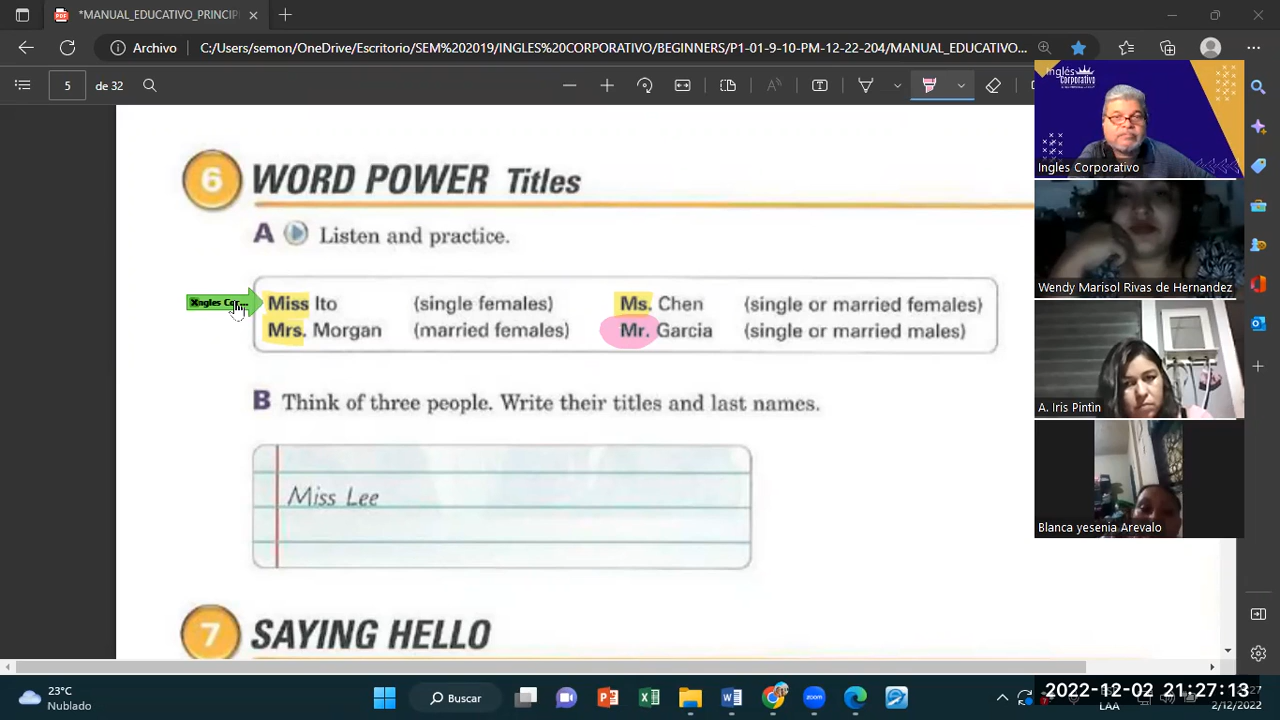 *MANUAL_EDUCATIVO_PRINCIPI
Archivo
C:/Users/semon/OneDrive/Escritorio/SEM%202019/INGLES%20CORPORATIVO/BEGINNERS/P1-01-9-10-PM-12-22-204/MANUAL_EDUCATIVO...
5
de 32
Inglés
corporativo
Ingles Corporativo
6
WORD POWER Titles
A Listen and practice.
Wendy Marisol Rivas de Hernandez
Miss Ito (single females) Ms. Chen (single or married females)
Mrs. Morgan (married females) Mr. Garcia (single or married males)
B Think of three people. Write their titles and last names.
A. Iris Pintin
Miss Lee
Blanca yesenia Arevalo
7
SAYING HELLO
23°C
Nublado
Buscar
LAA
2022-12-02 21:27:13
2/12/2022